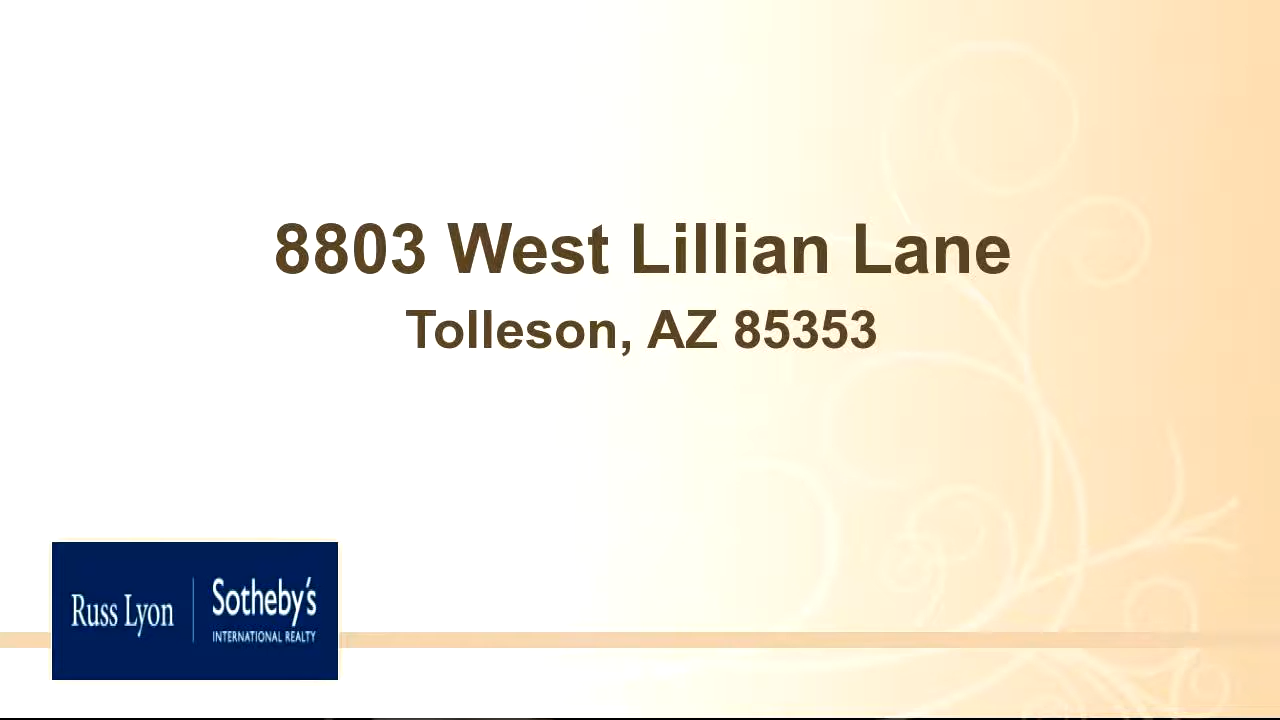 8803 West Lillian Lane
Tolleson, AZ 85353
Russ Lyon
Sotheby's
INTERNATIONAL REALTY